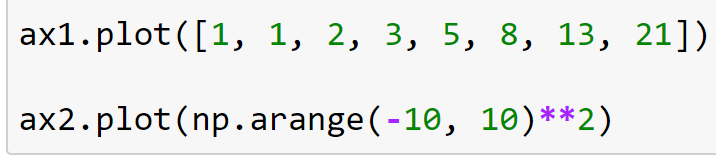 ax1.plot([1, 1, 2, 3, 5, 8, 13, 21])
ax2.plot(np.arange(-10, 10)**2)